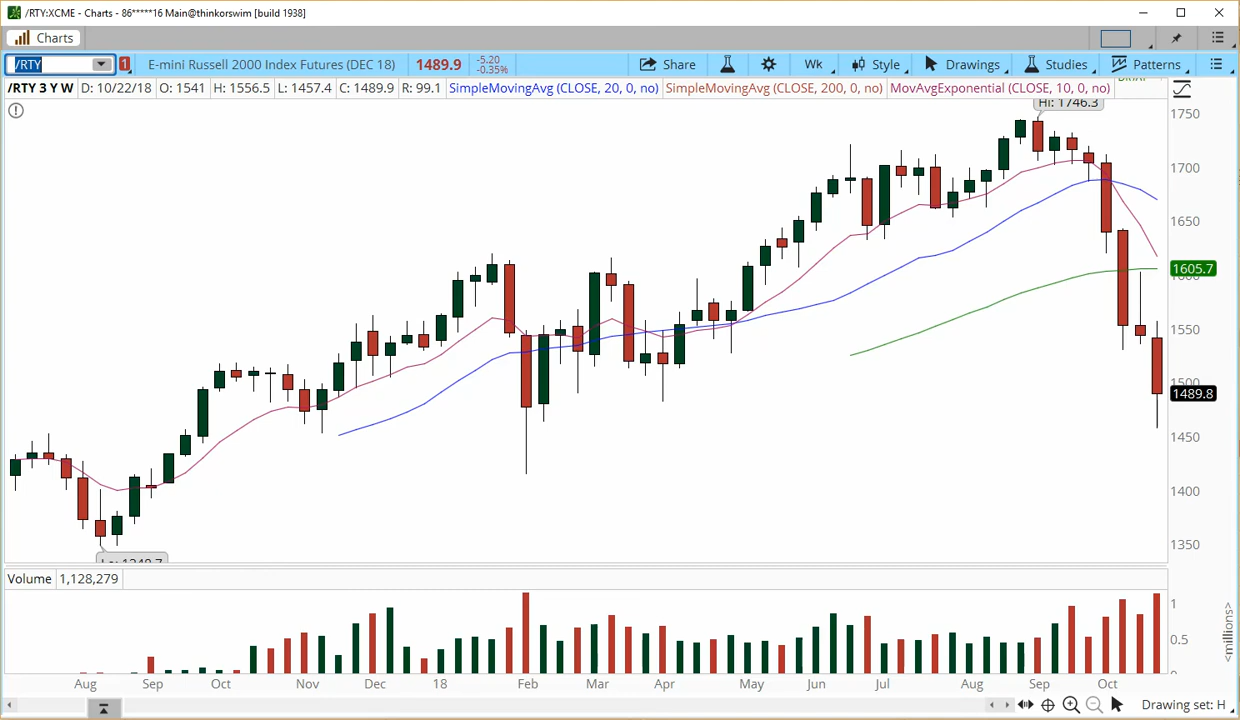 /RTY:XCME - Charts - 86*****16 Main@thinkorswim [build 1938]
Charts
/RTY 1 E-mini Russell 2000 Index Futures (DEC 18) 1489.9 -5.20 -0.35% Share Wk Style Drawings Studies Patterns
/RTY 3 Y W D: 10/22/18 O: 1541 H: 1556.5 L: 1457.4 C: 1489.9 R: 99.1 SimpleMovingAvg (CLOSE, 20, 0, no) SimpleMovingAvg (CLOSE, 200, 0, no) MovAvgExponential (CLOSE, 10, 0, no)
Hi: 1746.3
1750
1700
1650
1605.7
1550
1500
1489.8
1450
1400
1350
Volume 1,128,279
1
0.5
<millions>
Aug Sep Oct Nov Dec 18 Feb Mar Apr May Jun Jul Aug Sep Oct
Drawing set: H